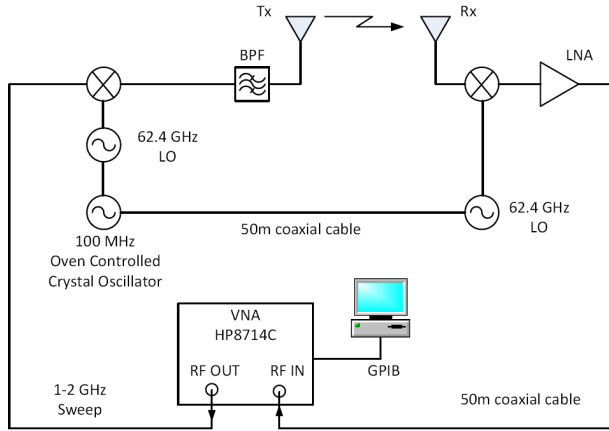 Tx
Rx
BPF
LNA
62.4 GHz
LO
62.4 GHz
LO
50m coaxial cable
100 MHz
Oven Controlled
Crystal Oscillator
VNA
HP8714C
RF OUT
RF IN
GPIB
1-2 GHz
Sweep
50m coaxial cable